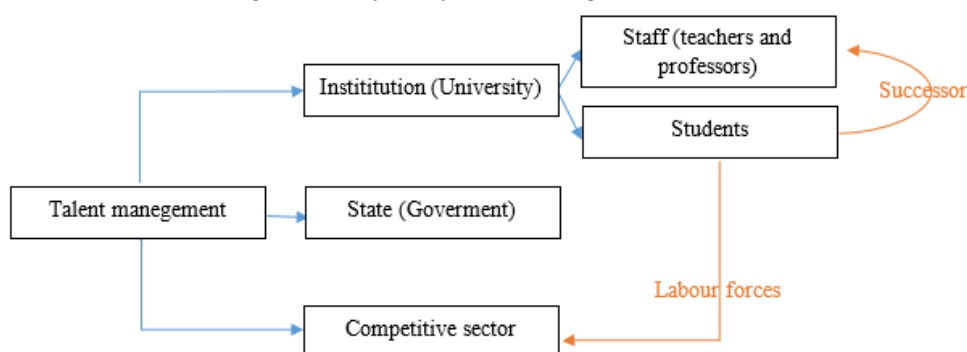 Staff (teachers and
professors)
Instititution (University)
Successor
Students
Talent manegement
State (Goverment)
Labour forces
Competitive sector